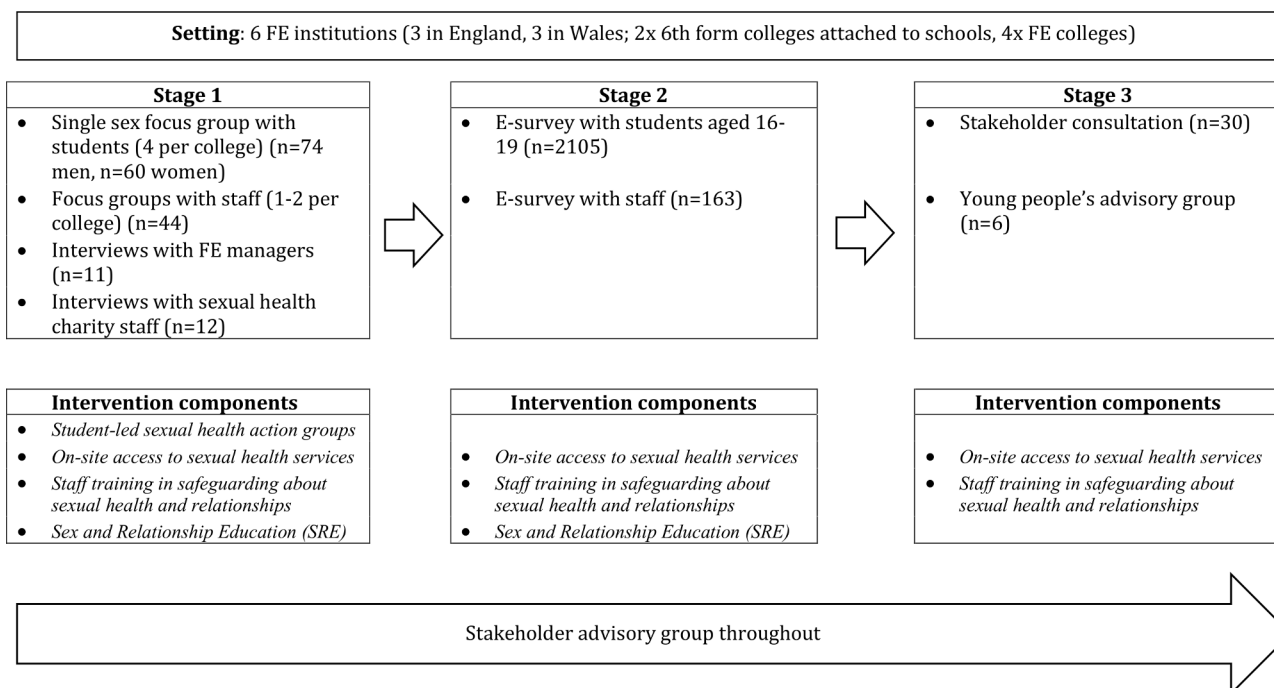 Setting: 6 FE institutions (3 in England, 3 in Wales; 2x 6th form colleges attached to schools, 4x FE colleges)
Stage 1
• Single sex focus group with
students (4 per college) (n=74
men, n=60 women)
• Focus groups with staff (1-2 per
college) (n=44)
• Interviews with FE managers
(n=11)
• Interviews with sexual health
charity staff (n=12)
Stage 2
• E-survey with students aged 16-
19 (n=2105)
• E-survey with staff (n=163)
Stage 3
• Stakeholder consultation (n=30)
• Young people’s advisory group
(n=6)
Intervention components
• Student-led sexual health action groups
• On-site access to sexual health services
• Staff training in safeguarding about
sexual health and relationships
• Sex and Relationship Education (SRE)
Intervention components
• On-site access to sexual health services
• Staff training in safeguarding about
sexual health and relationships
• Sex and Relationship Education (SRE)
Intervention components
• On-site access to sexual health services
• Staff training in safeguarding about
sexual health and relationships
Stakeholder advisory group throughout